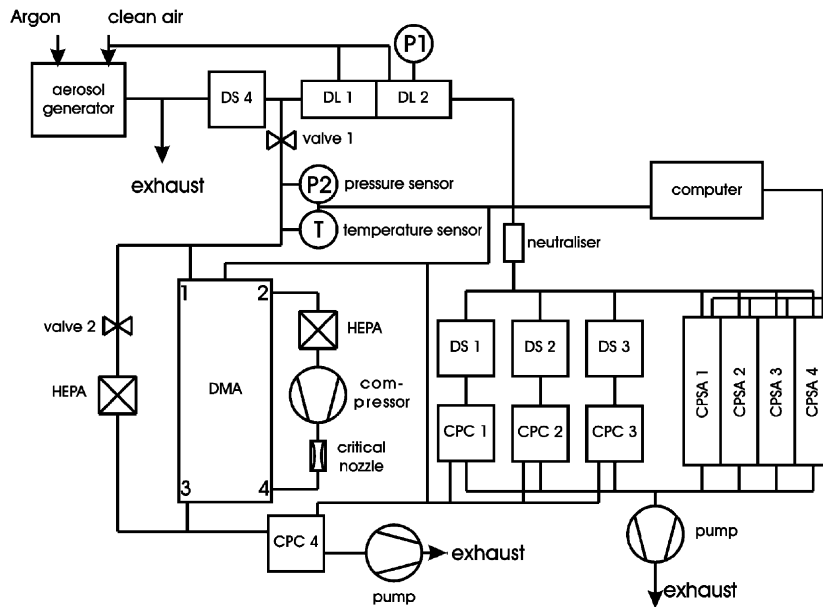 Argon
clean air
P1
aerosol
generator
DS 4
DL 1
DL 2
valve 1
exhaust
P2
pressure sensor
computer
T
temperature sensor
neutraliser
1
2
valve 2
HEPA
HEPA
DMA
com-
pressor
critical
nozzle
3
4
DS 1
DS 2
DS 3
CPC 1
CPC 2
CPC 3
CPSA 1
CPSA 2
CPSA 3
CPSA 4
CPC 4
exhaust
pump
pump
exhaust